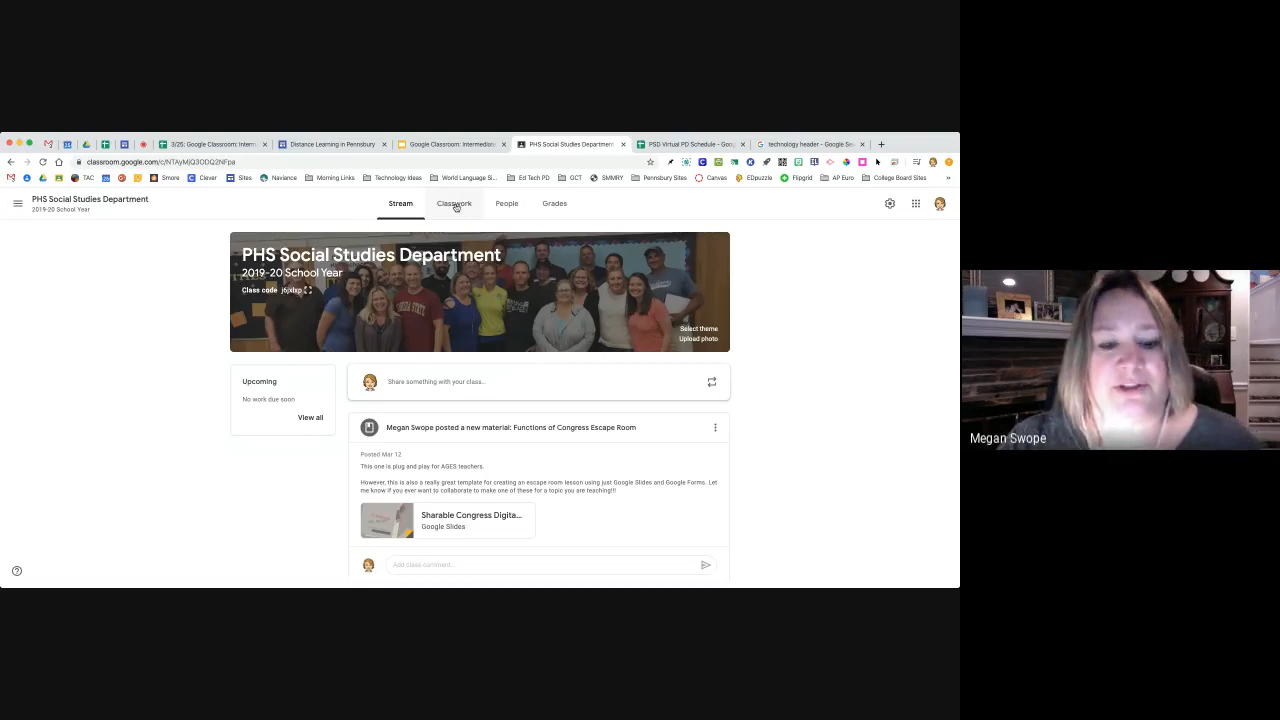 3/25: Google Classroom: Interm
Distance Learning in Pennsbury
Google Classroom: Intermediate
PHS Social Studies Department
PSD Virtual PD Schedule - Goo
technology header - Google Se
classroom.google.com/c/NTAyMjQ3ODQ2NFpa
TAC
Clever
Smore
Sites
Naviance
Morning Links
Technology Ideas
World Language Si...
Ed Tech PD
GCT
SMMRY
Pennsbury Sites
Canvas
EDpuzzle
Flipgrid
AP Euro
College Board Sites
PHS Social Studies Department
2019-20 School Year
Stream
Classwork
People
Grades
PHS Social Studies Department
2019-20 School Year
Class code j6jxlxp
Select theme
Upload photo
Upcoming
No work due soon
View all
Share something with your class...
Megan Swope posted a new material: Functions of Congress Escape Room
Posted Mar 12
This one is plug and play for AGES teachers.
However, this is also a really great template for creating an escape room lesson using just Google Slides and Google Forms. Let
me know if you ever want to collaborate to make one of these for a topic you are teaching!!!
Sharable Congress Digita...
Google Slides
Add class comment...
Megan Swope